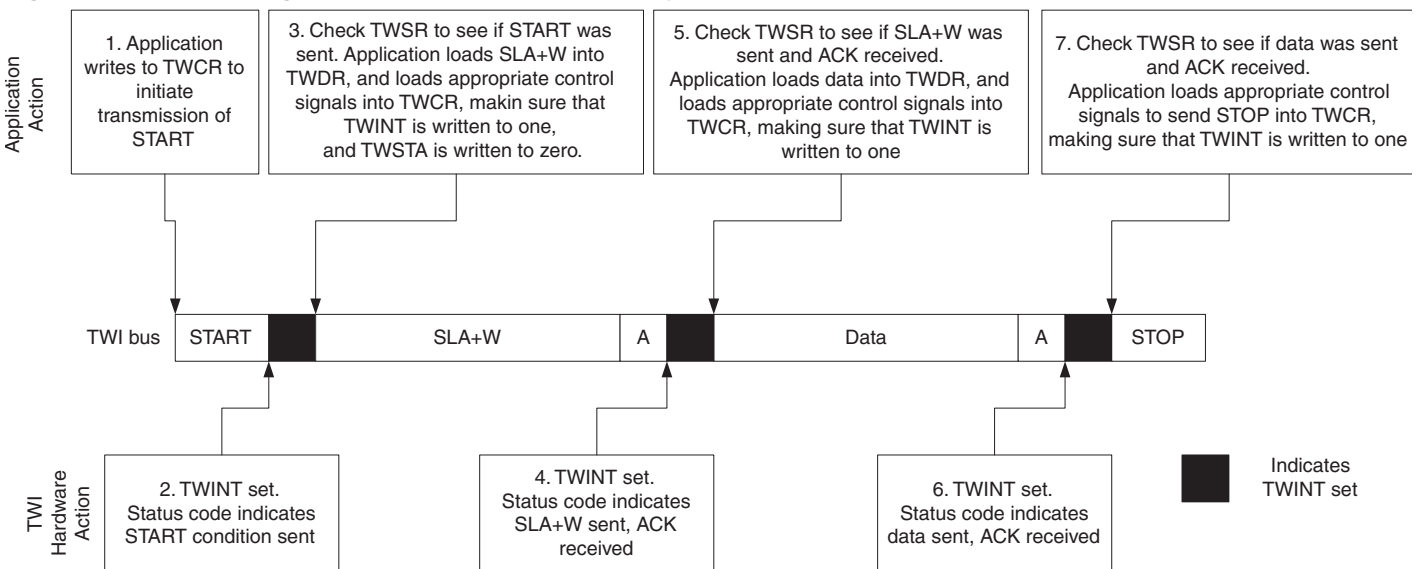 Application
Action
1. Application
writes to TWCR to
initiate
transmission of
START
3. Check TWSR to see if START was
sent. Application loads SLA+W into
TWDR, and loads appropriate control
signals into TWCR, makin sure that
TWINT is written to one,
and TWSTA is written to zero.
5. Check TWSR to see if SLA+W was
sent and ACK received.
Application loads data into TWDR, and
loads appropriate control signals into
TWCR, making sure that TWINT is
written to one
7. Check TWSR to see if data was sent
and ACK received.
Application loads appropriate control
signals to send STOP into TWCR,
making sure that TWINT is written to one
TWI bus
START
SLA+W
A
Data
A
STOP
TWI
Hardware
Action
2. TWINT set.
Status code indicates
START condition sent
4. TWINT set.
Status code indicates
SLA+W sent, ACK
received
6. TWINT set.
Status code indicates
data sent, ACK received
Indicates
TWINT set